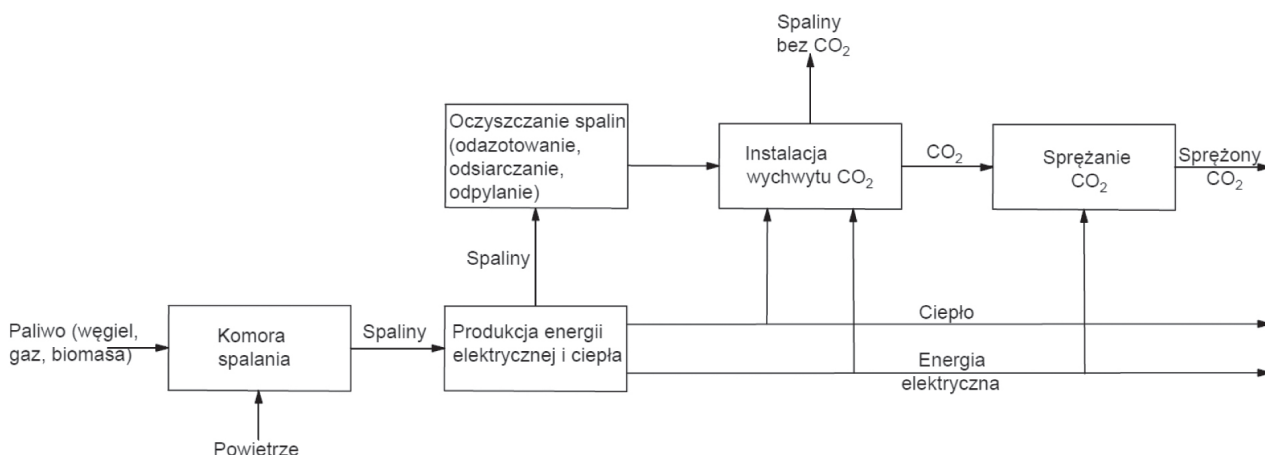 Spaliny
bez CO₂
Oczyszczanie spalin
(odazotowanie,
odsiarczanie,
odpylanie)
Instalacja
wychwytu CO₂
CO₂
Sprężanie
CO₂
Sprężony
CO₂
Spaliny
Paliwo (węgiel,
gaz, biomasa)
Komora
spalania
Spaliny
Produkcja energii
elektrycznej i ciepła
Ciepło
Energia
elektryczna
Powietrze